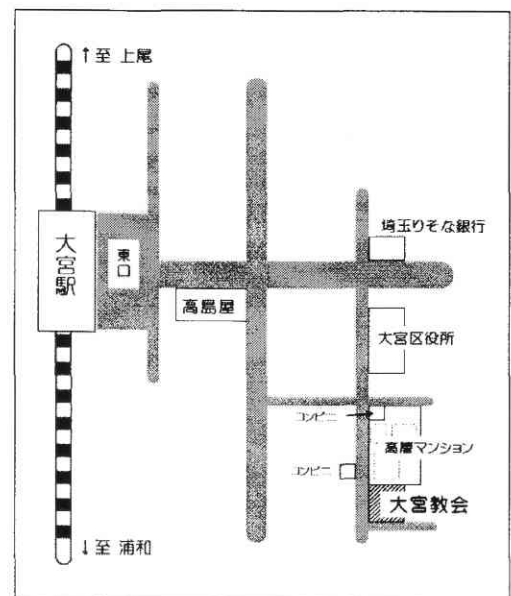 ↑至 上尾
埼玉りそな銀行
大宮駅
東口
高島屋
大宮区役所
コンビニ
高層マンション
コンビニ
大宮教会
↓至 浦和